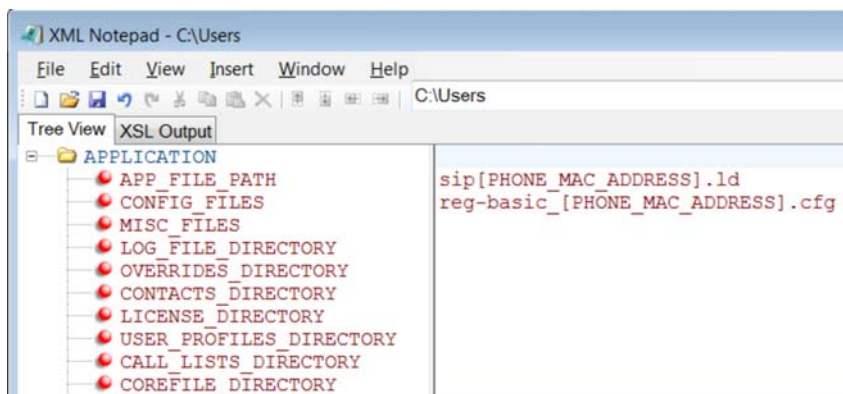 XML Notepad - C:\Users
File Edit View Insert Window Help
C:\Users
Tree View XSL Output
APPLICATION
APP_FILE_PATH sip[PHONE_MAC_ADDRESS].ld
CONFIG_FILES reg-basic_[PHONE_MAC_ADDRESS].cfg
MISC_FILES
LOG_FILE_DIRECTORY
OVERRIDES_DIRECTORY
CONTACTS_DIRECTORY
LICENSE_DIRECTORY
USER_PROFILES_DIRECTORY
CALL_LISTS_DIRECTORY
COREFILE_DIRECTORY